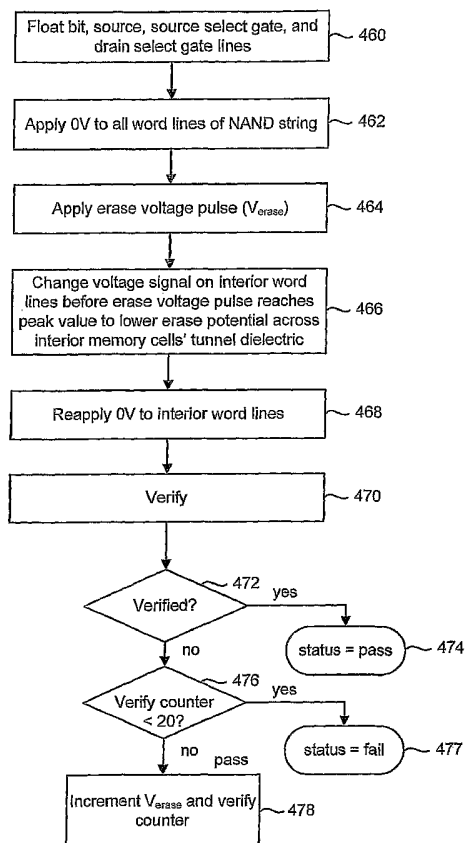 Float bit, source, source select gate, and
drain select gate lines
460
Apply 0V to all word lines of NAND string
462
Apply erase voltage pulse (Verase)
464
Change voltage signal on interior word
lines before erase voltage pulse reaches
peak value to lower erase potential across
interior memory cells' tunnel dielectric
466
Reapply 0V to interior word lines
468
Verify
470
472
Verified?
yes
status = pass
474
no
476
Verify counter
< 20?
yes
status = fail
477
no
pass
Increment Verase and verify
counter
478